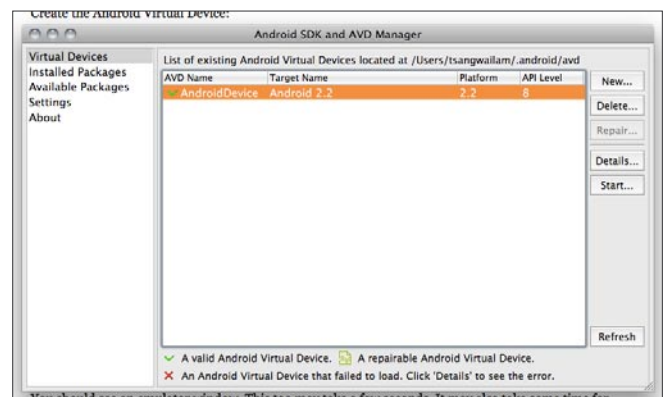 Create the Android Virtual Device:
Android SDK and AVD Manager
Virtual Devices
Installed Packages
Available Packages
Settings
About
List of existing Android Virtual Devices located at /Users/tsangwailam/.android/avd
AVD Name Target Name Platform API Level
AndroidDevice Android 2.2 2.2 8
New...
Delete...
Repair...
Details...
Start...
Refresh
A valid Android Virtual Device. A repairable Android Virtual Device.
An Android Virtual Device that failed to load. Click 'Details' to see the error.
You should see an emulator window. This too may take a few seconds. It may also take some time for